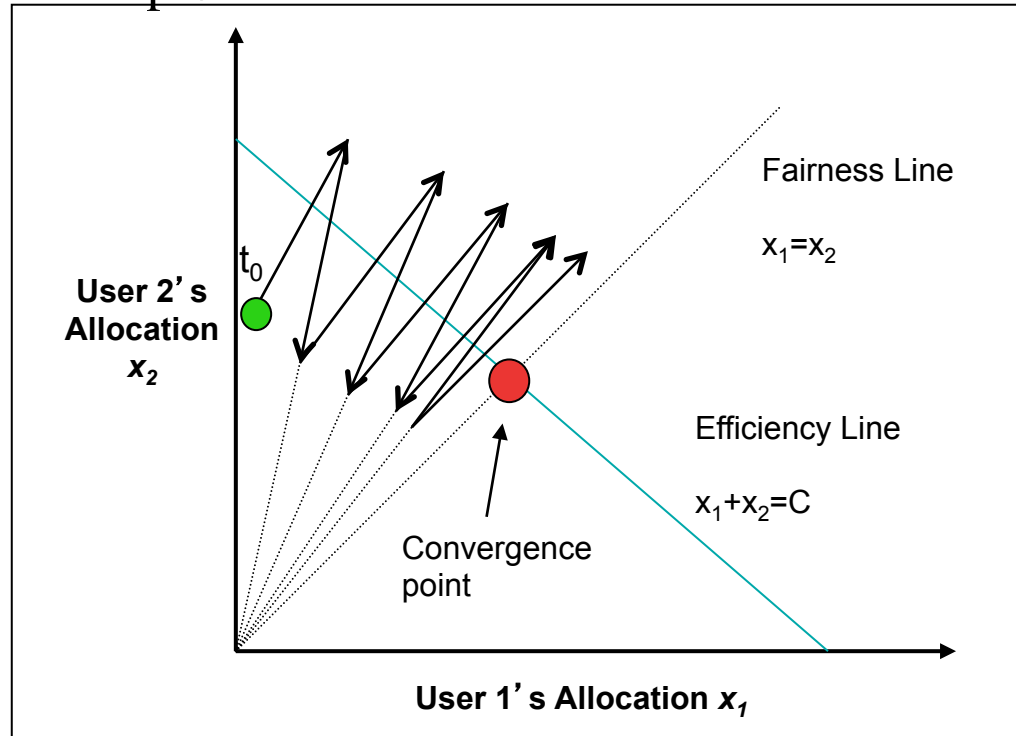 Fairness Line
x₁=x₂
t₀
User 2's
Allocation
x₂
Efficiency Line
x₁+x₂=C
Convergence
point
User 1's Allocation x₁